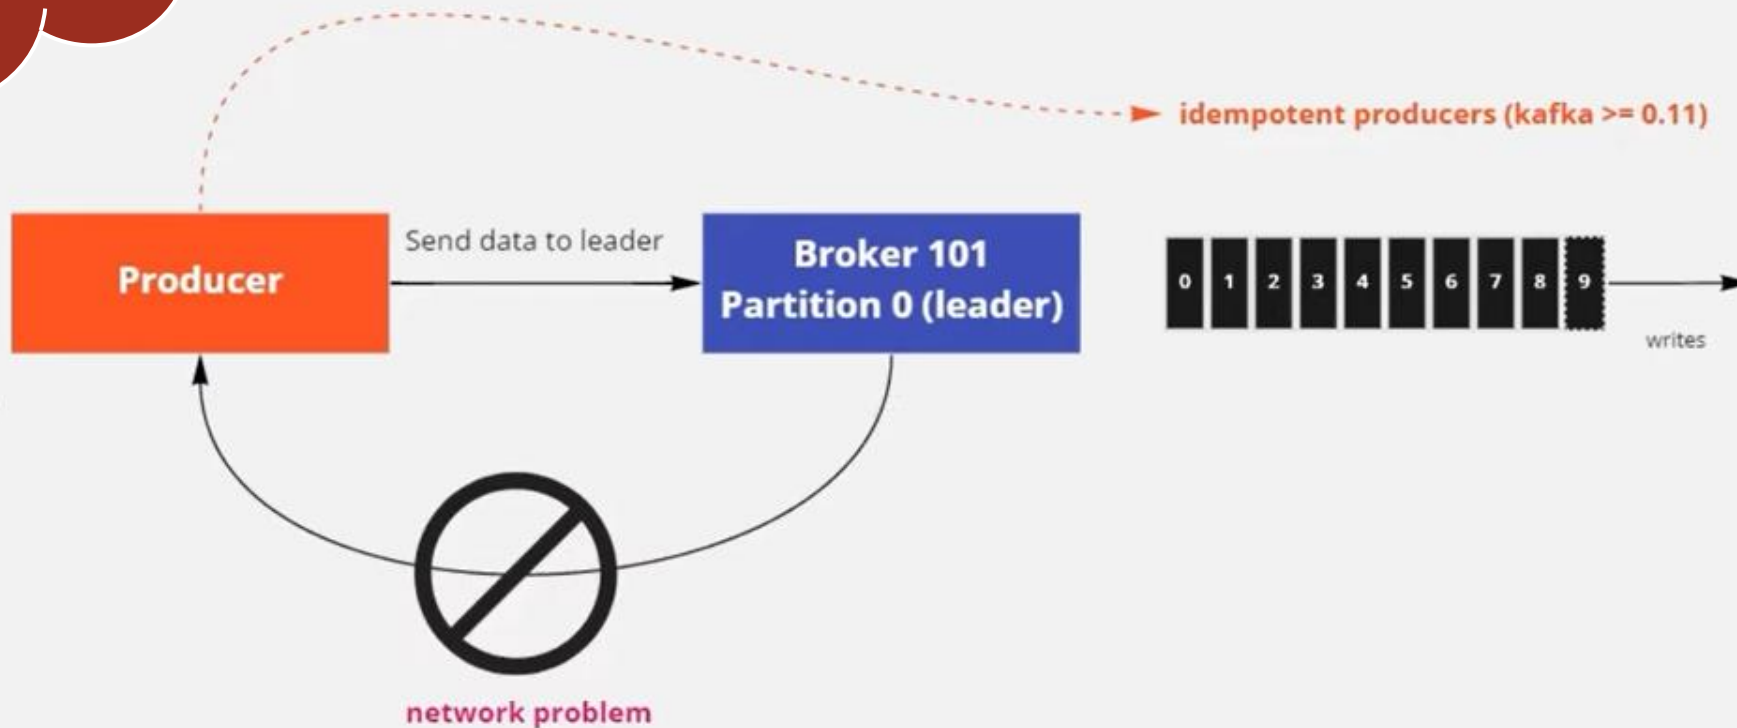 idempotent producers (kafka >= 0.11)
Producer
Send data to leader
Broker 101
Partition 0 (leader)
0 1 2 3 4 5 6 7 8 9
writes
network problem